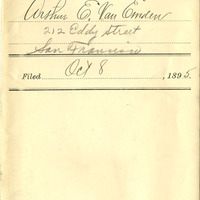 Arthur E. Van Emden
212 Eddy Street
San Francisco
Filed Oct 8, 1895.